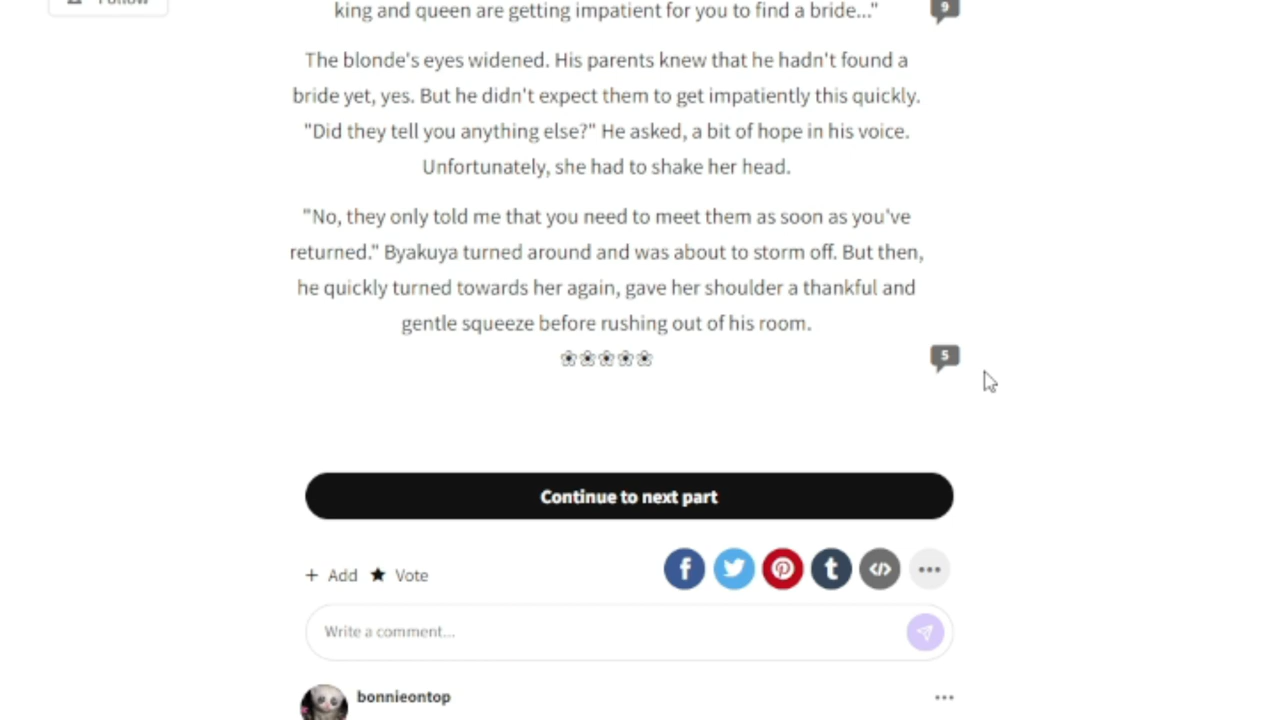 Follow
king and queen are getting impatient for you to find a bride..."
9
The blonde's eyes widened. His parents knew that he hadn't found a
bride yet, yes. But he didn't expect them to get impatiently this quickly.
"Did they tell you anything else?" He asked, a bit of hope in his voice.
Unfortunately, she had to shake her head.
"No, they only told me that you need to meet them as soon as you've
returned." Byakuya turned around and was about to storm off. But then,
he quickly turned towards her again, gave her shoulder a thankful and
gentle squeeze before rushing out of his room.
❀❀❀❀❀
5
Continue to next part
+ Add ★ Vote
Write a comment...
bonnieontop